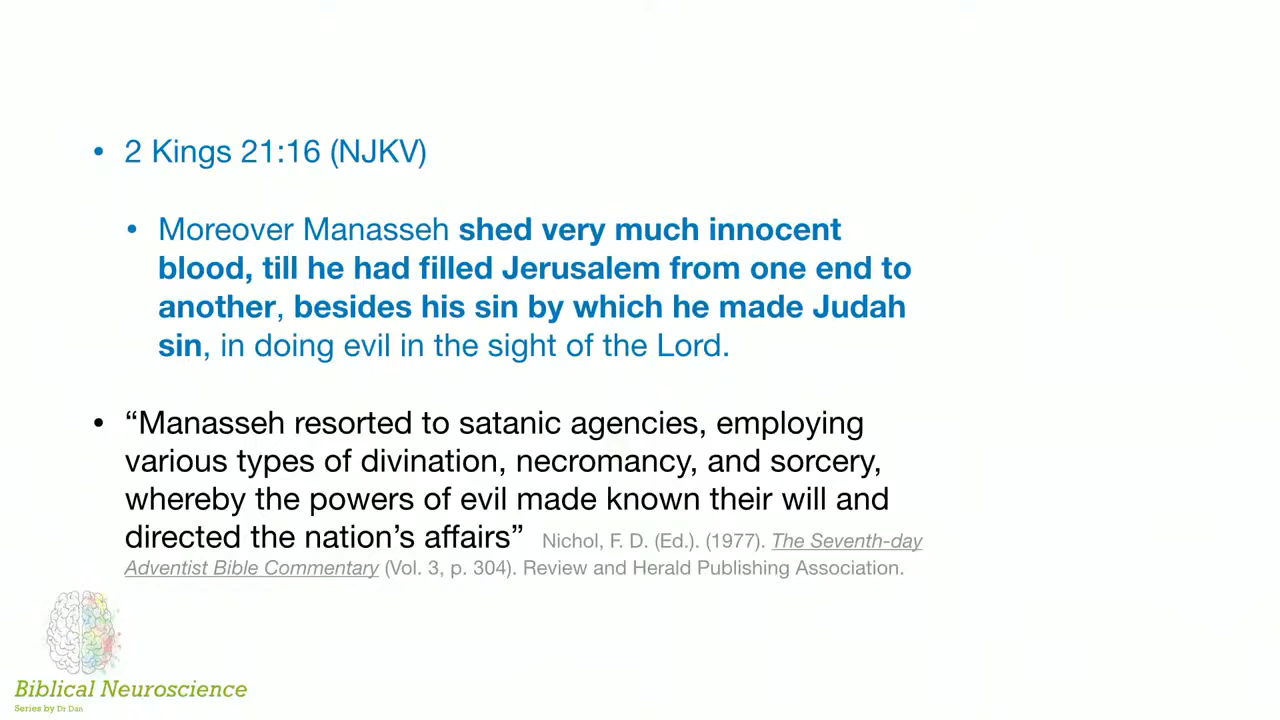 • 2 Kings 21:16 (NJKV)
• Moreover Manasseh shed very much innocent
blood, till he had filled Jerusalem from one end to
another, besides his sin by which he made Judah
sin, in doing evil in the sight of the Lord.
• “Manasseh resorted to satanic agencies, employing
various types of divination, necromancy, and sorcery,
whereby the powers of evil made known their will and
directed the nation’s affairs” Nichol, F. D. (Ed.). (1977). The Seventh-day
Adventist Bible Commentary (Vol. 3, p. 304). Review and Herald Publishing Association.
Biblical Neuroscience
Series by Dr Dan